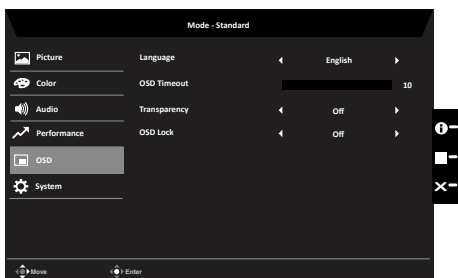 Mode - Standard
Picture
Language
English
Color
OSD Timeout
10
Audio
Transparency
Off
Performance
OSD Lock
Off
OSD
System
Move
Enter